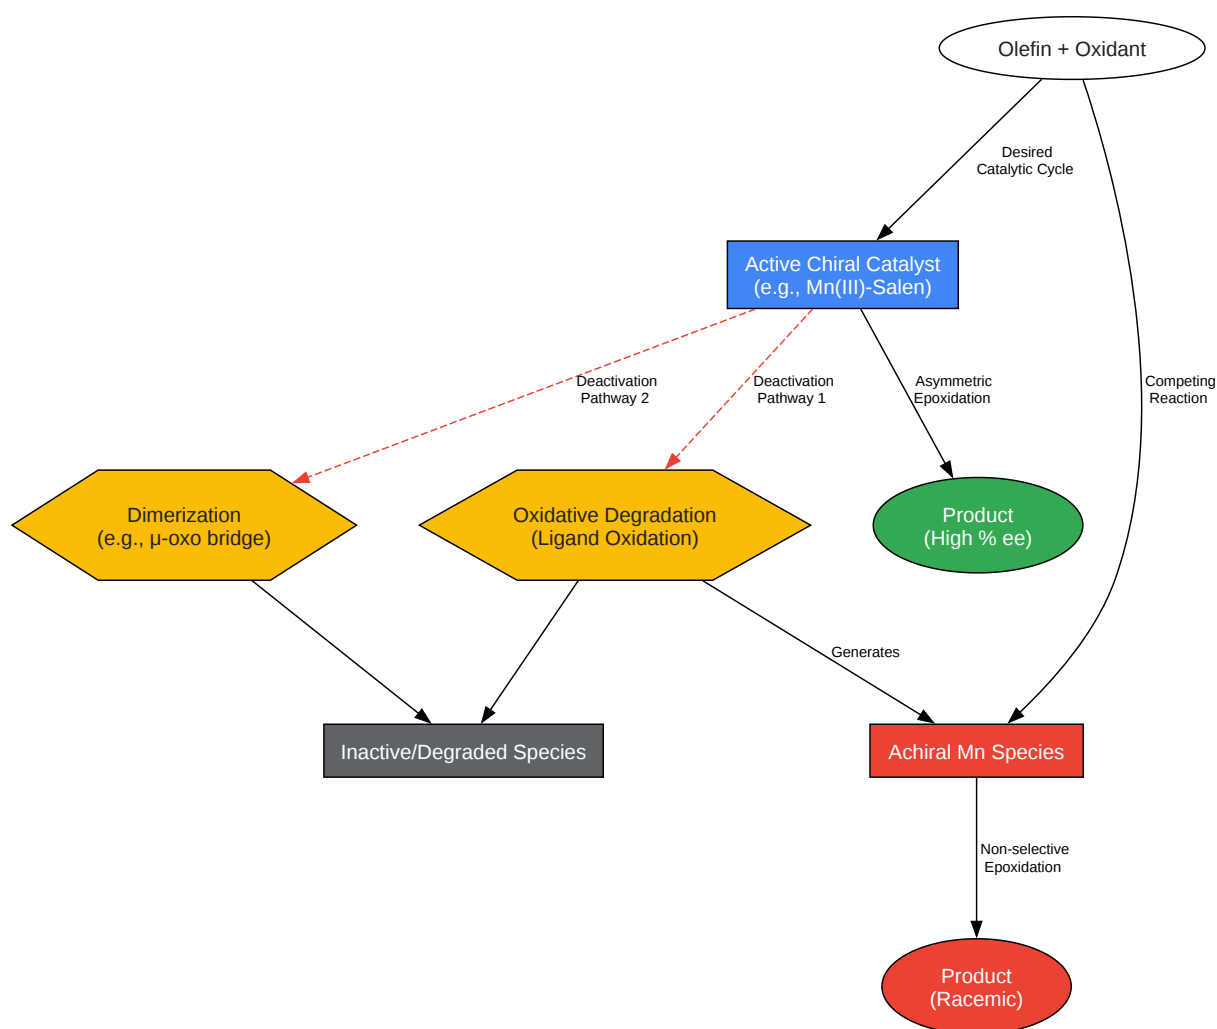 Olefin + Oxidant
Desired
Catalytic Cycle
Active Chiral Catalyst
(e.g., Mn(III)-Salen)
Deactivation
Pathway 2
Deactivation
Pathway 1
Asymmetric
Epoxidation
Competing
Reaction
Dimerization
(e.g., μ-oxo bridge)
Oxidative Degradation
(Ligand Oxidation)
Product
(High % ee)
Generates
Inactive/Degraded Species
Achiral Mn Species
Non-selective
Epoxidation
Product
(Racemic)